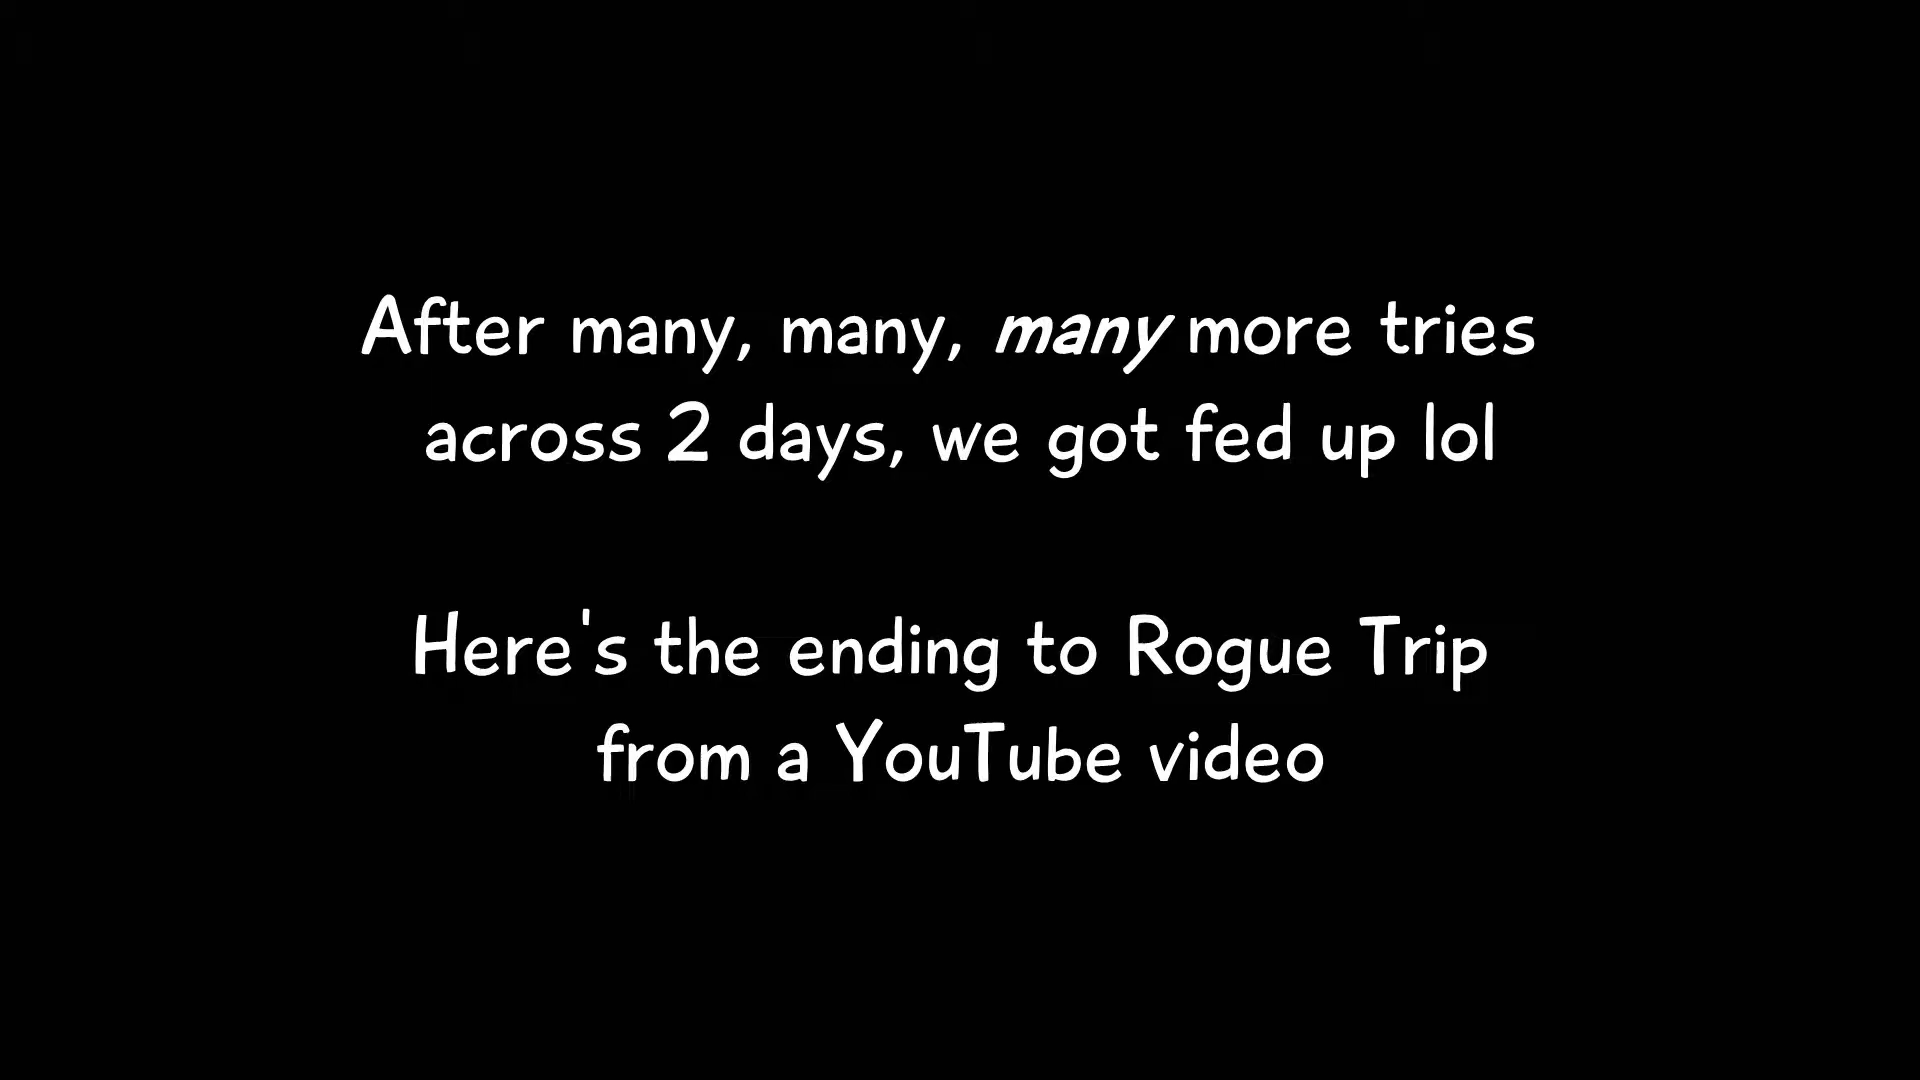 After many, many, many more tries
across 2 days, we got fed up lol
Here's the ending to Rogue Trip
from a YouTube video